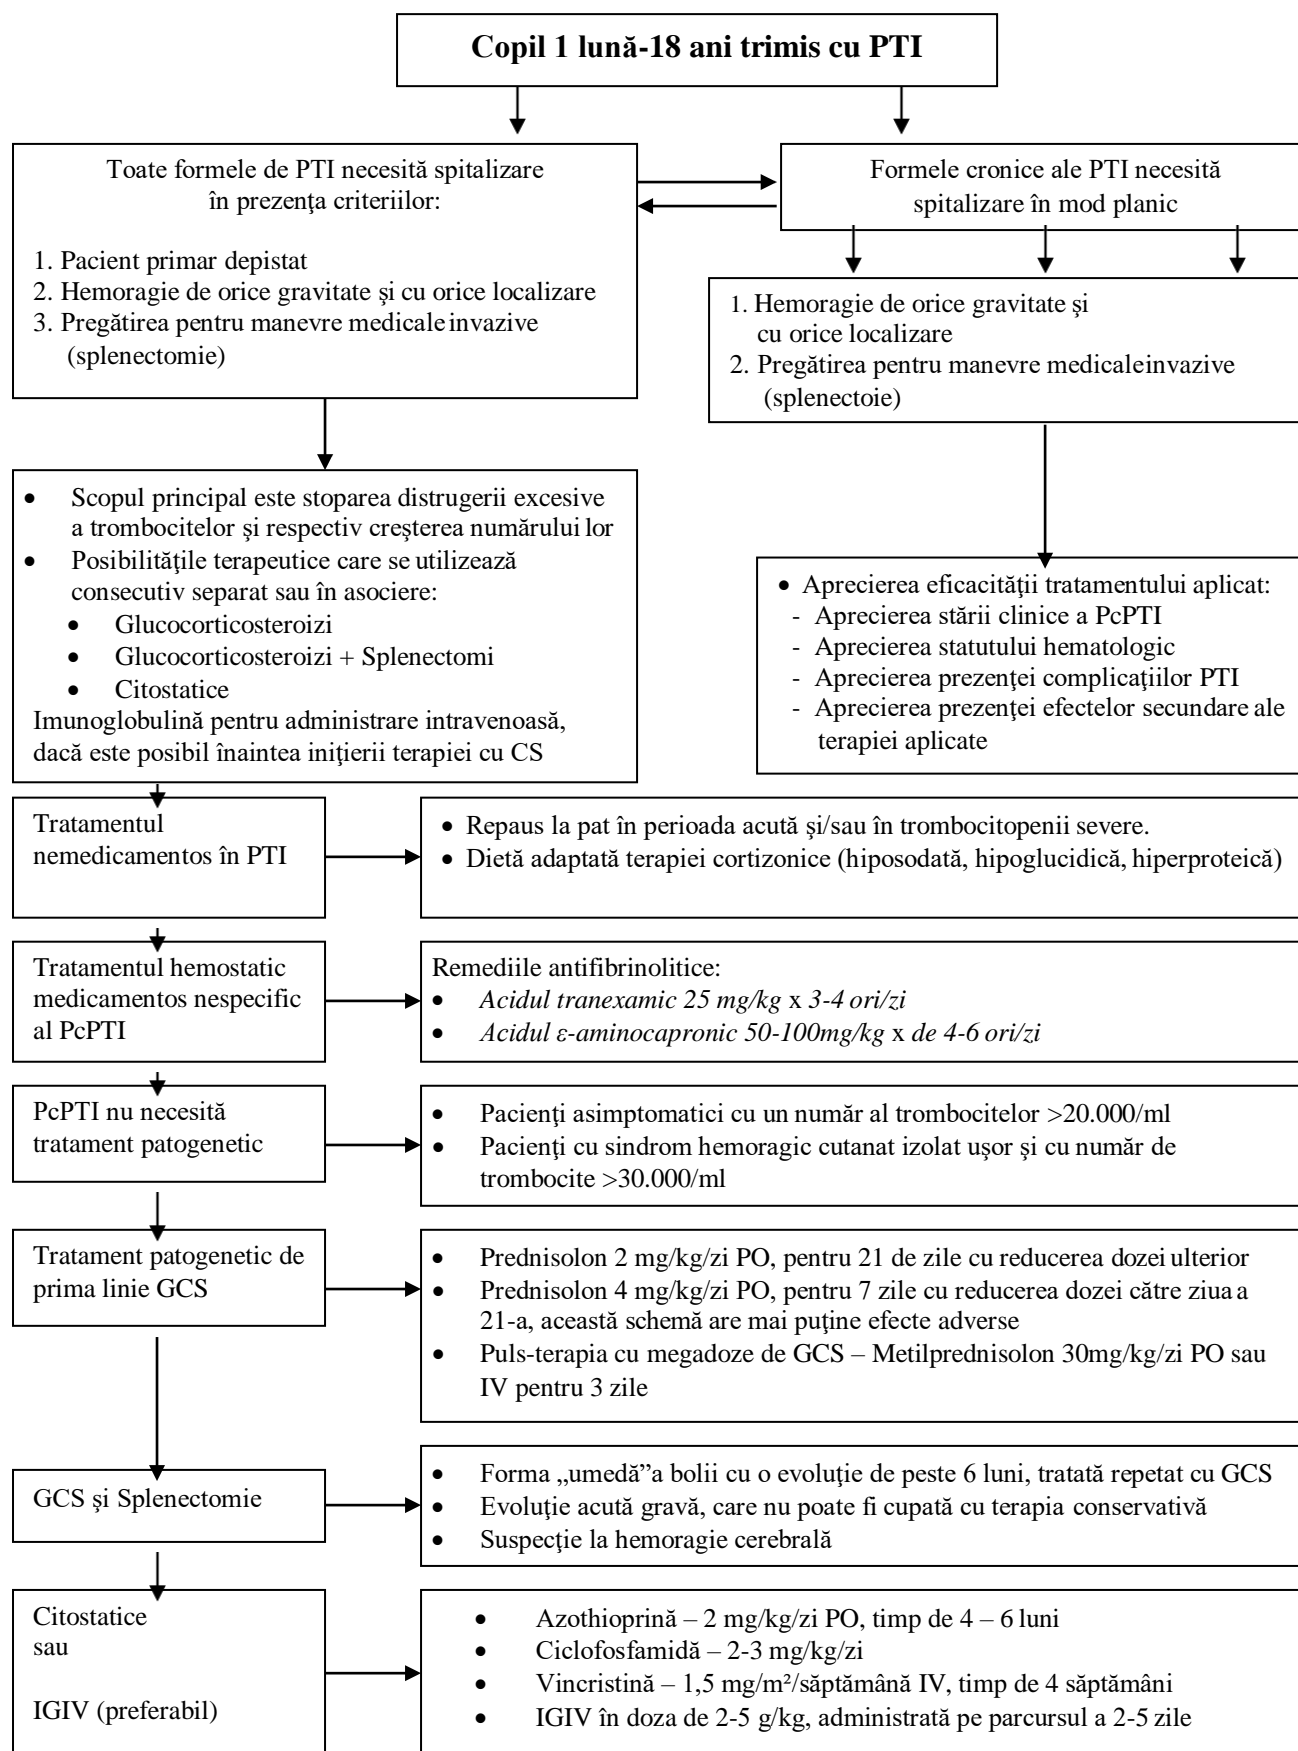 Copil 1 lună-18 ani trimis cu PTI
Toate formele de PTI necesită spitalizare
în prezenţa criteriilor:
1. Pacient primar depistat
2. Hemoragie de orice gravitate şi cu orice localizare
3. Pregătirea pentru manevre medicale invazive
(splenectomie)
Formele cronice ale PTI necesită
spitalizare în mod planic
1. Hemoragie de orice gravitate şi
cu orice localizare
2. Pregătirea pentru manevre medicale invazive
(splenectoie)
• Scopul principal este stoparea distrugerii excesive
a trombocitelor şi respectiv creşterea numărului lor
• Posibilităţile terapeutice care se utilizează
consecutiv separat sau în asociere:
• Glucocorticosteroizi
• Glucocorticosteroizi + Splenectomi
• Citostatice
Imunoglobulină pentru administrare intravenoasă,
dacă este posibil înaintea iniţierii terapiei cu CS
• Aprecierea eficacităţii tratamentului aplicat:
- Aprecierea stării clinice a PcPTI
- Aprecierea statutului hematologic
- Aprecierea prezenţei complicaţiilor PTI
- Aprecierea prezenţei efectelor secundare ale
terapiei aplicate
Tratamentul
nemedicamentos în PTI
• Repaus la pat în perioada acută şi/sau în trombocitopenii severe.
• Dietă adaptată terapiei cortizonice (hiposodată, hipoglucidică, hiperproteică)
Tratamentul hemostatic
medicamentos nespecific
al PcPTI
Remediile antifibrinolitice:
• Acidul tranexamic 25 mg/kg x 3-4 ori/zi
• Acidul ε-aminocapronic 50-100mg/kg x de 4-6 ori/zi
PcPTI nu necesită
tratament patogenetic
• Pacienţi asimptomatici cu un număr al trombocitelor >20.000/ml
• Pacienţi cu sindrom hemoragic cutanat izolat uşor şi cu număr de
trombocite >30.000/ml
Tratament patogenetic de
prima linie GCS
• Prednisolon 2 mg/kg/zi PO, pentru 21 de zile cu reducerea dozei ulterior
• Prednisolon 4 mg/kg/zi PO, pentru 7 zile cu reducerea dozei către ziua a
21-a, această schemă are mai puţine efecte adverse
• Puls-terapia cu megadoze de GCS – Metilprednisolon 30mg/kg/zi PO sau
IV pentru 3 zile
GCS şi Splenectomie
• Forma „umedă”a bolii cu o evoluţie de peste 6 luni, tratată repetat cu GCS
• Evoluţie acută gravă, care nu poate fi cupată cu terapia conservativă
• Suspecţie la hemoragie cerebrală
Citostatice
sau
IGIV (preferabil)
• Azothioprină – 2 mg/kg/zi PO, timp de 4 – 6 luni
• Ciclofosfamidă – 2-3 mg/kg/zi
• Vincristină – 1,5 mg/m²/săptămână IV, timp de 4 săptămâni
• IGIV în doza de 2-5 g/kg, administrată pe parcursul a 2-5 zile